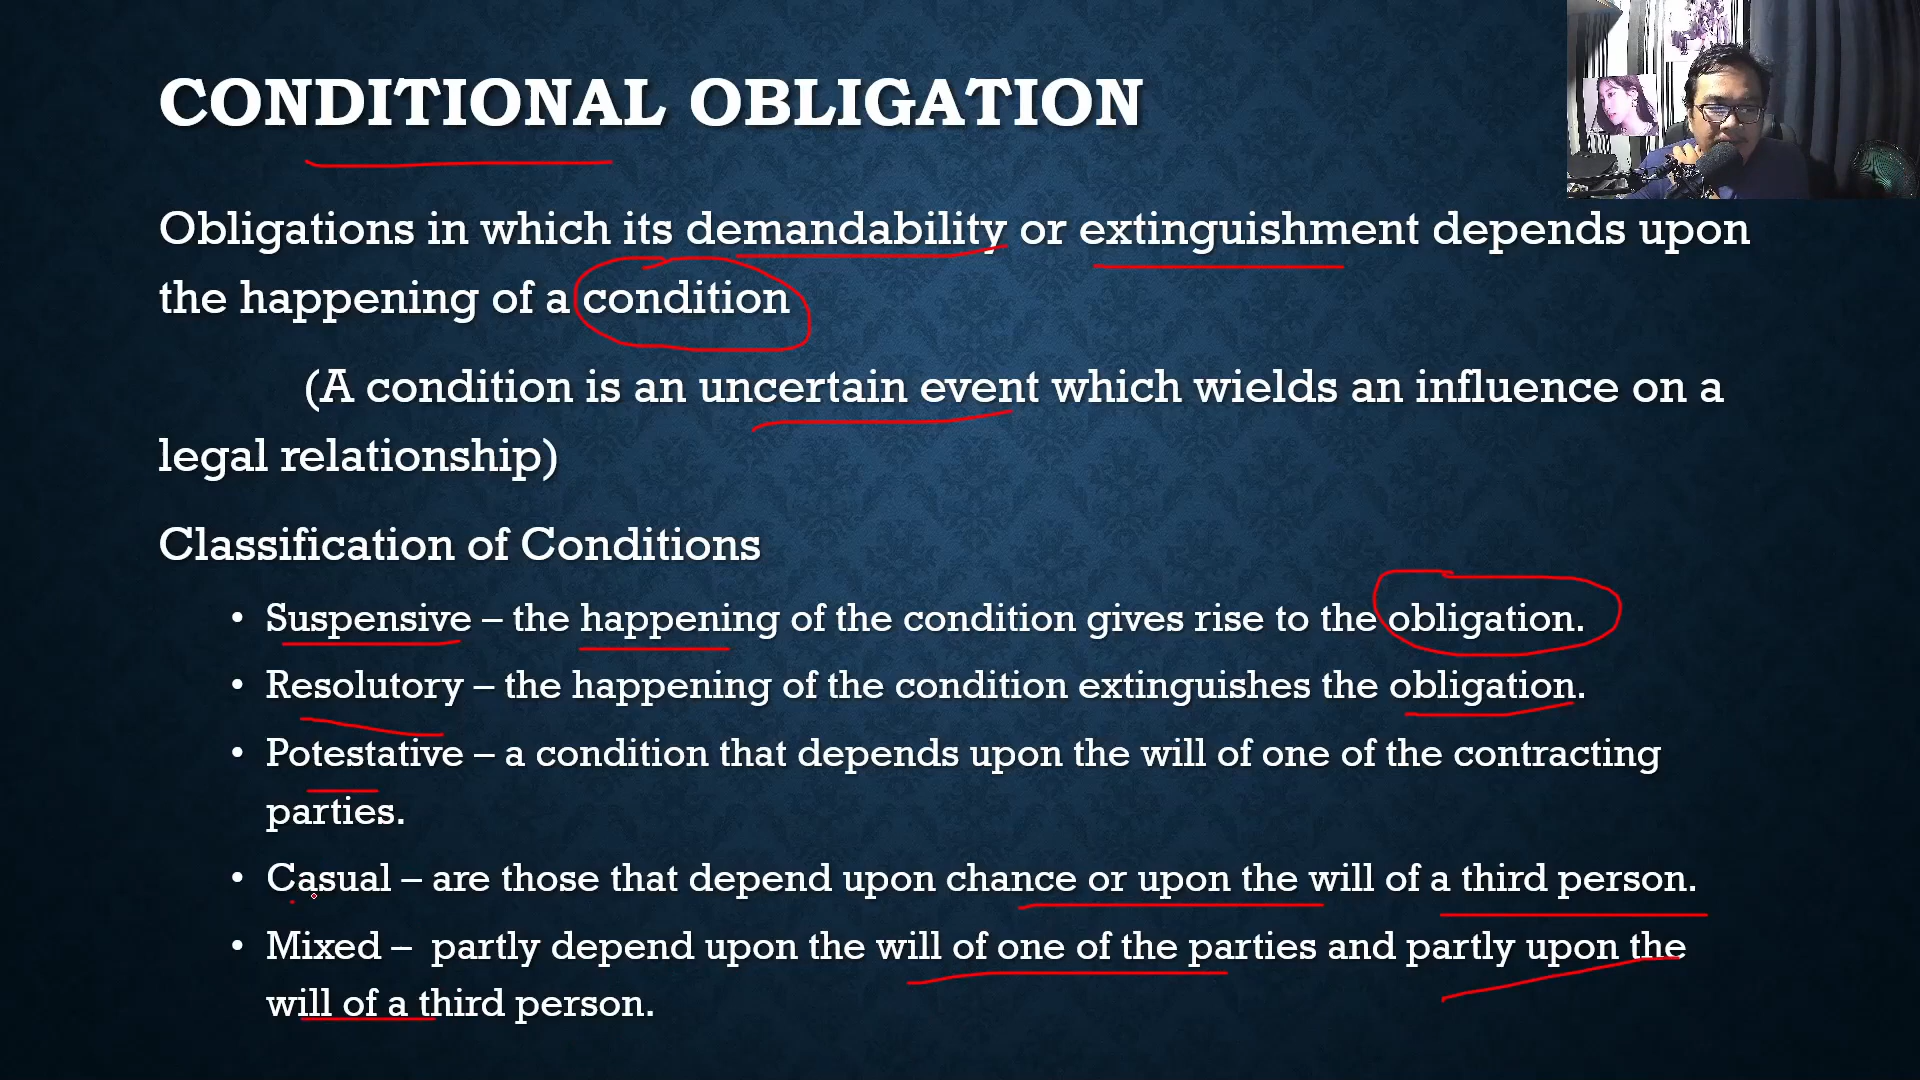 CONDITIONAL OBLIGATION
Obligations in which its demandability or extinguishment depends upon
the happening of a condition
(A condition is an uncertain event which wields an influence on a
legal relationship)
Classification of Conditions
• Suspensive – the happening of the condition gives rise to the obligation.
• Resolutory – the happening of the condition extinguishes the obligation.
• Potestative – a condition that depends upon the will of one of the contracting
parties.
• Casual – are those that depend upon chance or upon the will of a third person.
• Mixed – partly depend upon the will of one of the parties and partly upon the
will of a third person.